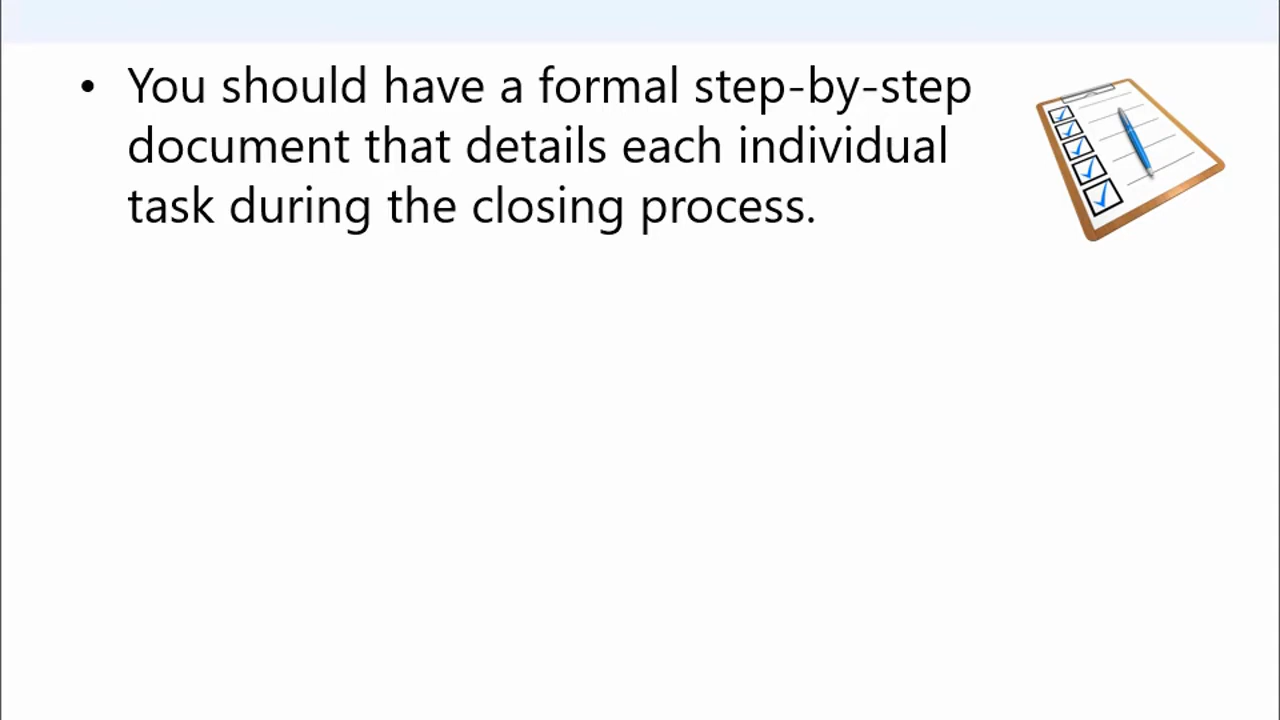 • You should have a formal step-by-step
document that details each individual
task during the closing process.